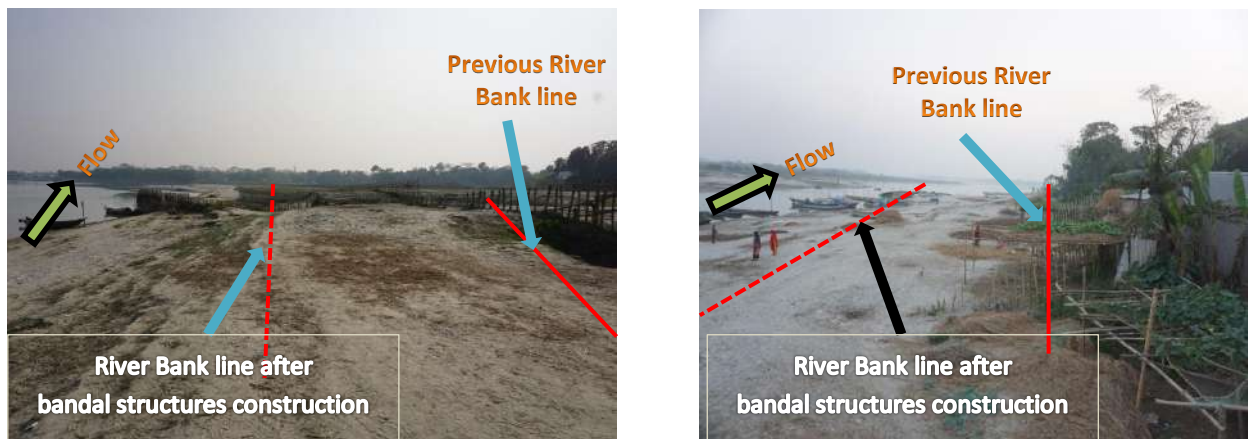 Previous River
Bank line
Flow
River Bank line after
bandal structures construction
Previous River
Bank line
Flow
River Bank line after
bandal structures construction